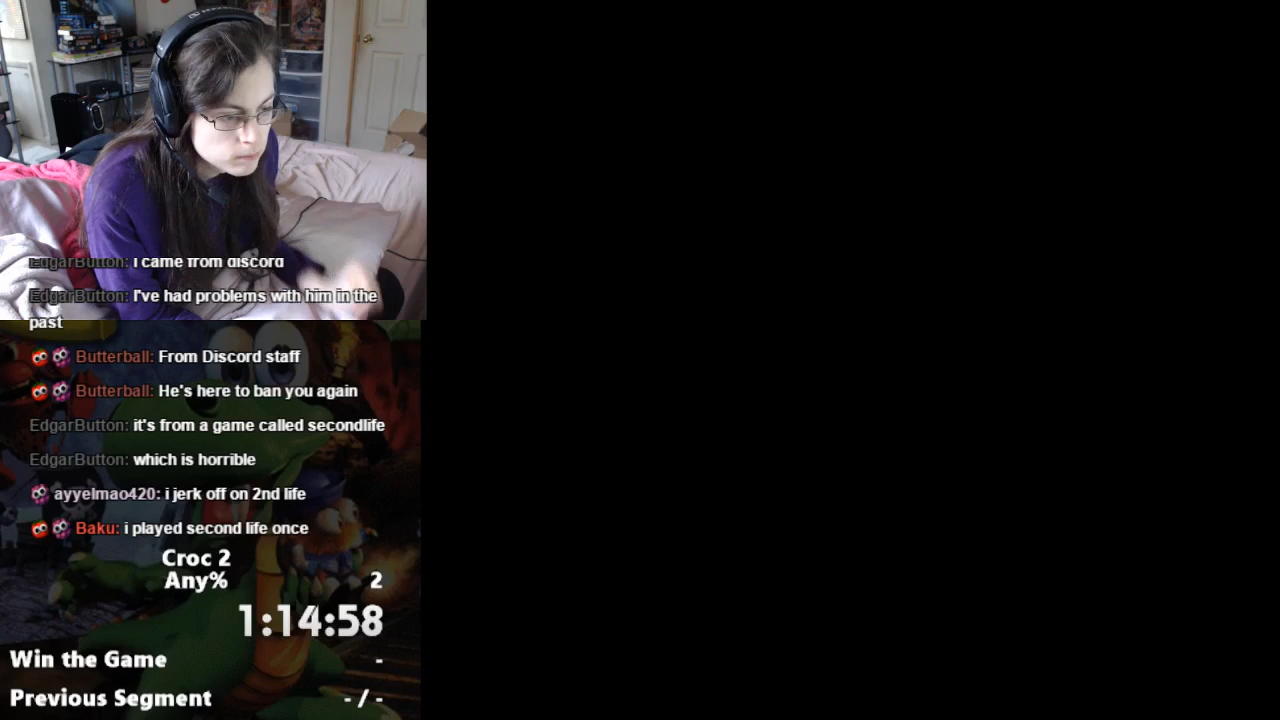 EdgarButton: i came from discord
EdgarButton: I've had problems with him in the
past
Butterball: From Discord staff
Butterball: He's here to ban you again
EdgarButton: it's from a game called secondlife
EdgarButton: which is horrible
ayyelmao420: i jerk off on 2nd life
Baku: i played second life once
Croc 2
Any% 2
1:14:58
Win the Game -
Previous Segment - / -